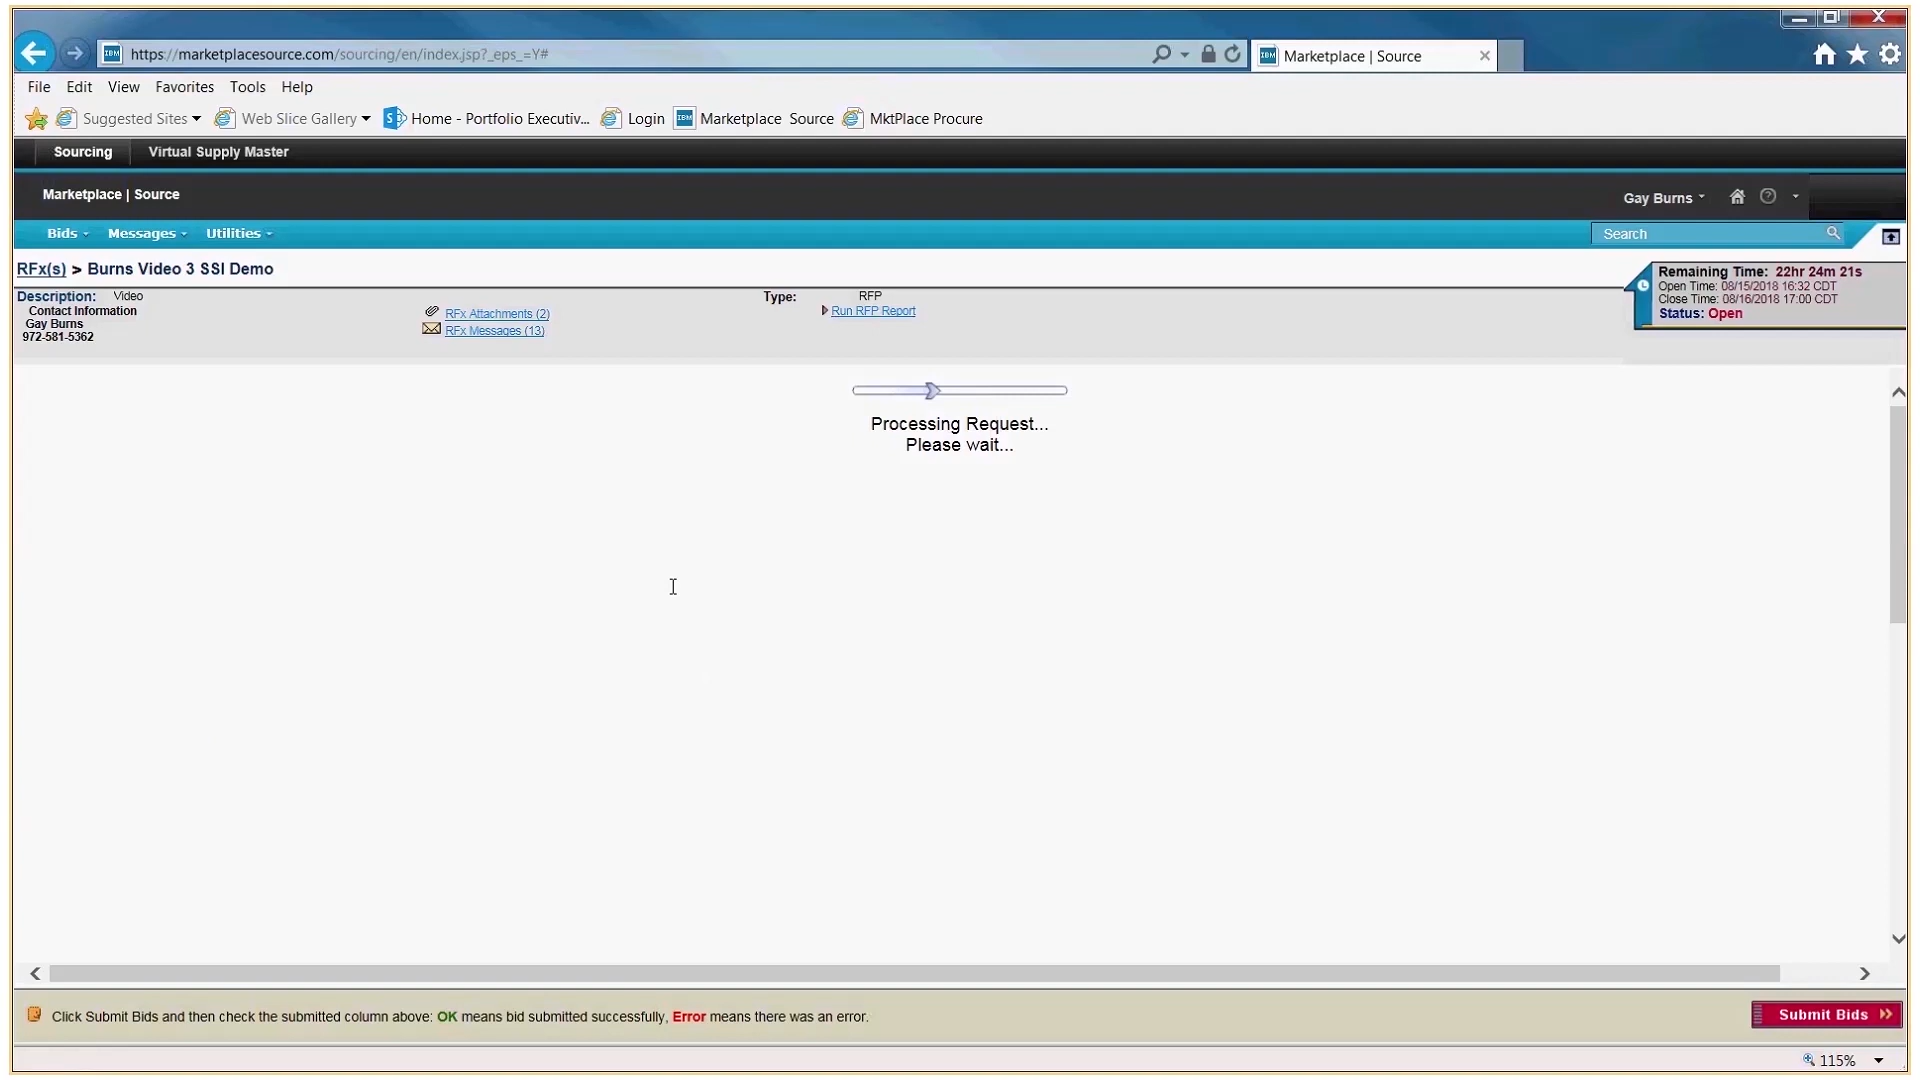 https://marketplacesource.com/sourcing/en/index.jsp?_eps_=Y#
Marketplace | Source
File Edit View Favorites Tools Help
Suggested Sites Web Slice Gallery Home - Portfolio Executiv... Login Marketplace Source MktPlace Procure
Sourcing Virtual Supply Master
Marketplace | Source
Gay Burns
Bids Messages Utilities
Search
RFx(s) > Burns Video 3 SSI Demo
Remaining Time: 22hr 24m 21s
Open Time: 08/15/2018 16:32 CDT
Close Time: 08/16/2018 17:00 CDT
Status: Open
Description: Video
Contact Information
Gay Burns
972-581-5362
RFx Attachments (2)
RFx Messages (13)
Type: RFP
Run RFP Report
Processing Request...
Please wait...
Click Submit Bids and then check the submitted column above: OK means bid submitted successfully, Error means there was an error.
Submit Bids
115%